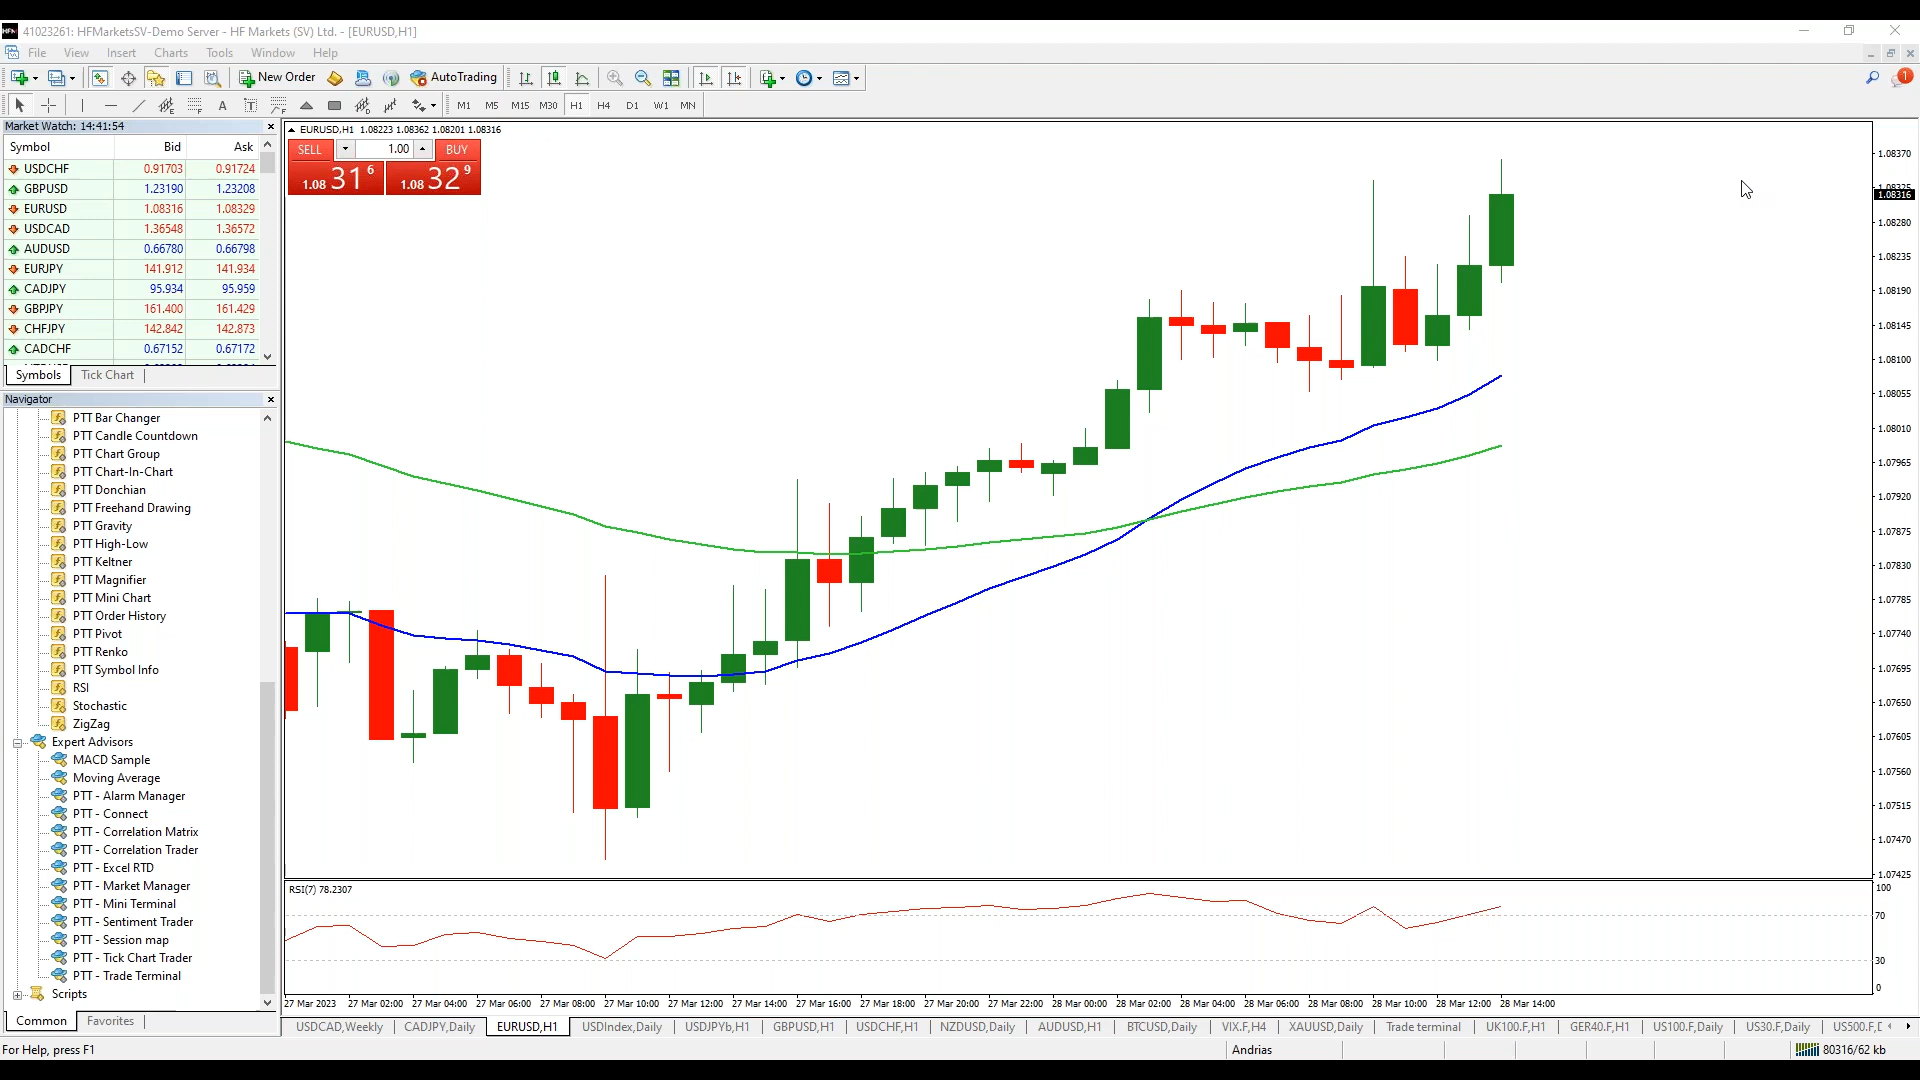 41023261: HFMarketsSV-Demo Server - HF Markets (SV) Ltd. - [EURUSD,H1]
File View Insert Charts Tools Window Help
New Order AutoTrading 1
A T M1 M5 M15 M30 H1 H4 D1 W1 MN
Market Watch: 14:41:54
Symbol Bid Ask
USDCHF 0.91703 0.91724
GBPUSD 1.23190 1.23208
EURUSD 1.08316 1.08329
USDCAD 1.36548 1.36572
AUDUSD 0.66780 0.66798
EURJPY 141.912 141.934
CADJPY 95.934 95.959
GBPJPY 161.400 161.429
CHFJPY 142.842 142.873
CADCHF 0.67152 0.67172
Symbols Tick Chart
Navigator
PTT Bar Changer
PTT Candle Countdown
PTT Chart Group
PTT Chart-In-Chart
PTT Donchian
PTT Freehand Drawing
PTT Gravity
PTT High-Low
PTT Keltner
PTT Magnifier
PTT Mini Chart
PTT Order History
PTT Pivot
PTT Renko
PTT Symbol Info
RSI
Stochastic
ZigZag
Expert Advisors
MACD Sample
Moving Average
PTT - Alarm Manager
PTT - Connect
PTT - Correlation Matrix
PTT - Correlation Trader
PTT - Excel RTD
PTT - Market Manager
PTT - Mini Terminal
PTT - Sentiment Trader
PTT - Session map
PTT - Tick Chart Trader
PTT - Trade Terminal
Scripts
Common Favorites
EURUSD,H1 1.08223 1.08362 1.08201 1.08316
SELL 1.00 BUY
1.08 31 6 1.08 32 9
1.08370
1.08325
1.08316
1.08280
1.08235
1.08190
1.08145
1.08100
1.08055
1.08010
1.07965
1.07920
1.07875
1.07830
1.07785
1.07740
1.07695
1.07650
1.07605
1.07560
1.07515
1.07470
1.07425
RSI(7) 78.2307
100
70
30
0
27 Mar 2023 27 Mar 02:00 27 Mar 04:00 27 Mar 06:00 27 Mar 08:00 27 Mar 10:00 27 Mar 12:00 27 Mar 14:00 27 Mar 16:00 27 Mar 18:00 27 Mar 20:00 27 Mar 22:00 28 Mar 00:00 28 Mar 02:00 28 Mar 04:00 28 Mar 06:00 28 Mar 08:00 28 Mar 10:00 28 Mar 12:00 28 Mar 14:00
USDCAD,Weekly CADJPY,Daily EURUSD,H1 USDIndex,Daily USDJPYb,H1 GBPUSD,H1 USDCHF,H1 NZDUSD,Daily AUDUSD,H1 BTCUSD,Daily VIX.F,H4 XAUUSD,Daily Trade terminal UK100.F,H1 GER40.F,H1 US100.F,Daily US30.F,Daily US500.F,D
For Help, press F1 Andrias 80316/62 kb